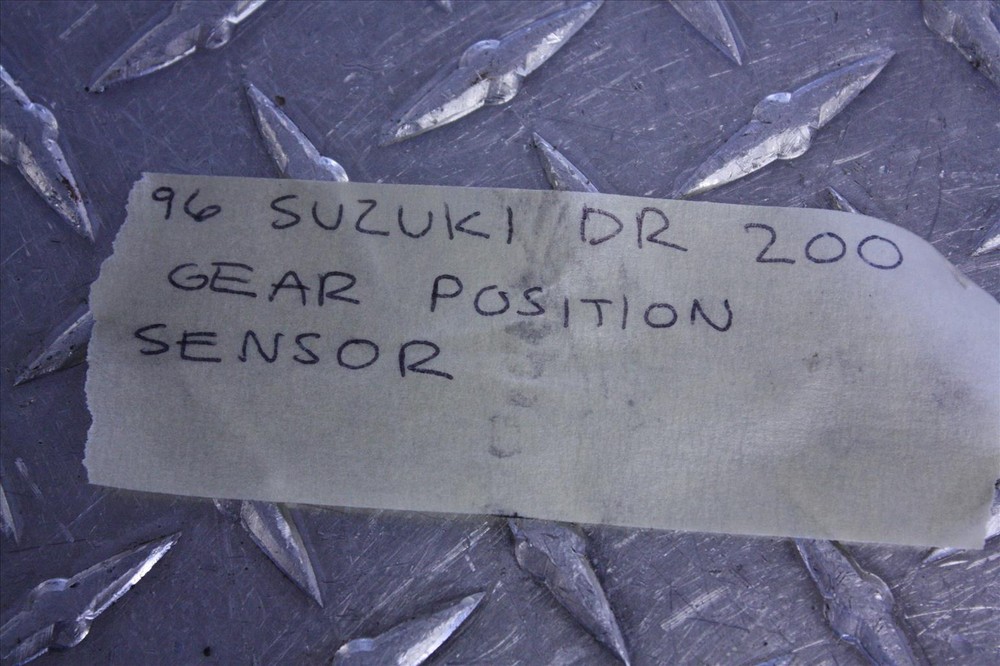 96 SUZUKI DR 200
GEAR POSITION
SENSOR